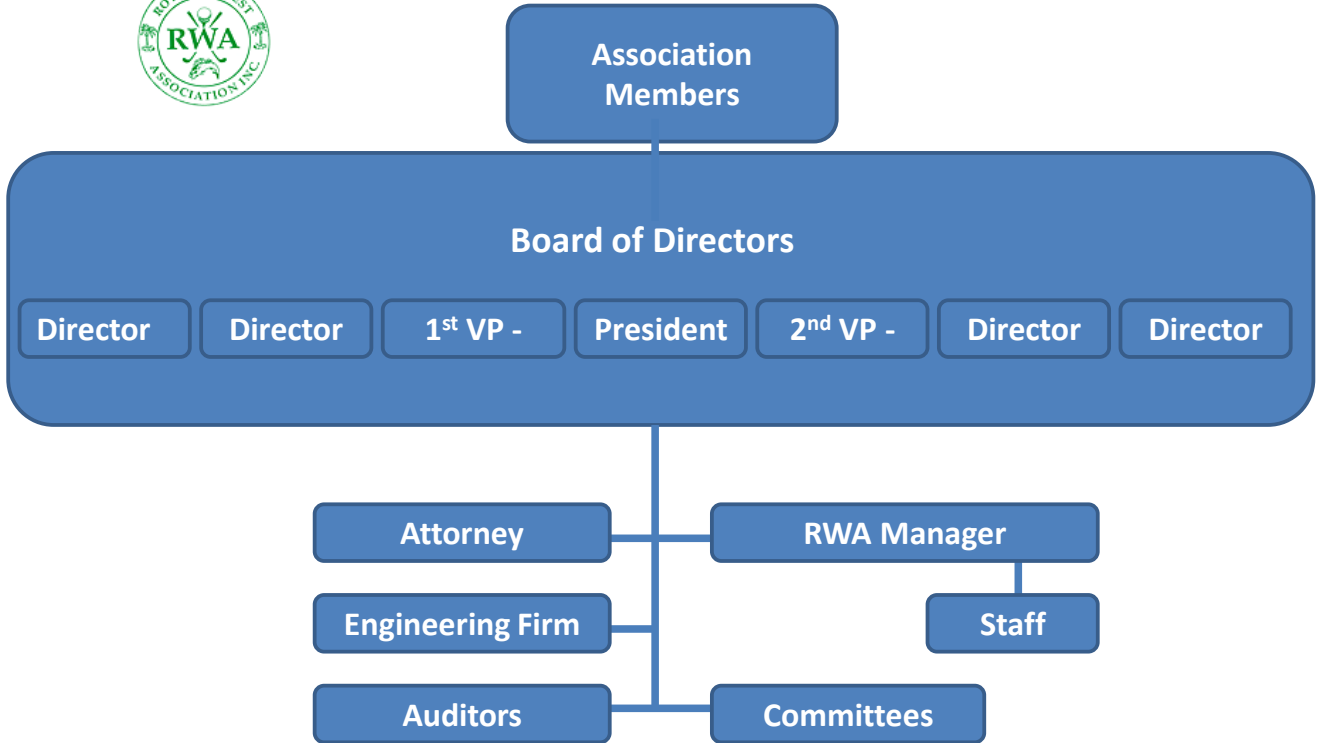 RWA
ASSOCIATION INC.
Association
Members
Board of Directors
Director
Director
1st VP -
President
2nd VP -
Director
Director
Attorney
RWA Manager
Engineering Firm
Staff
Auditors
Committees